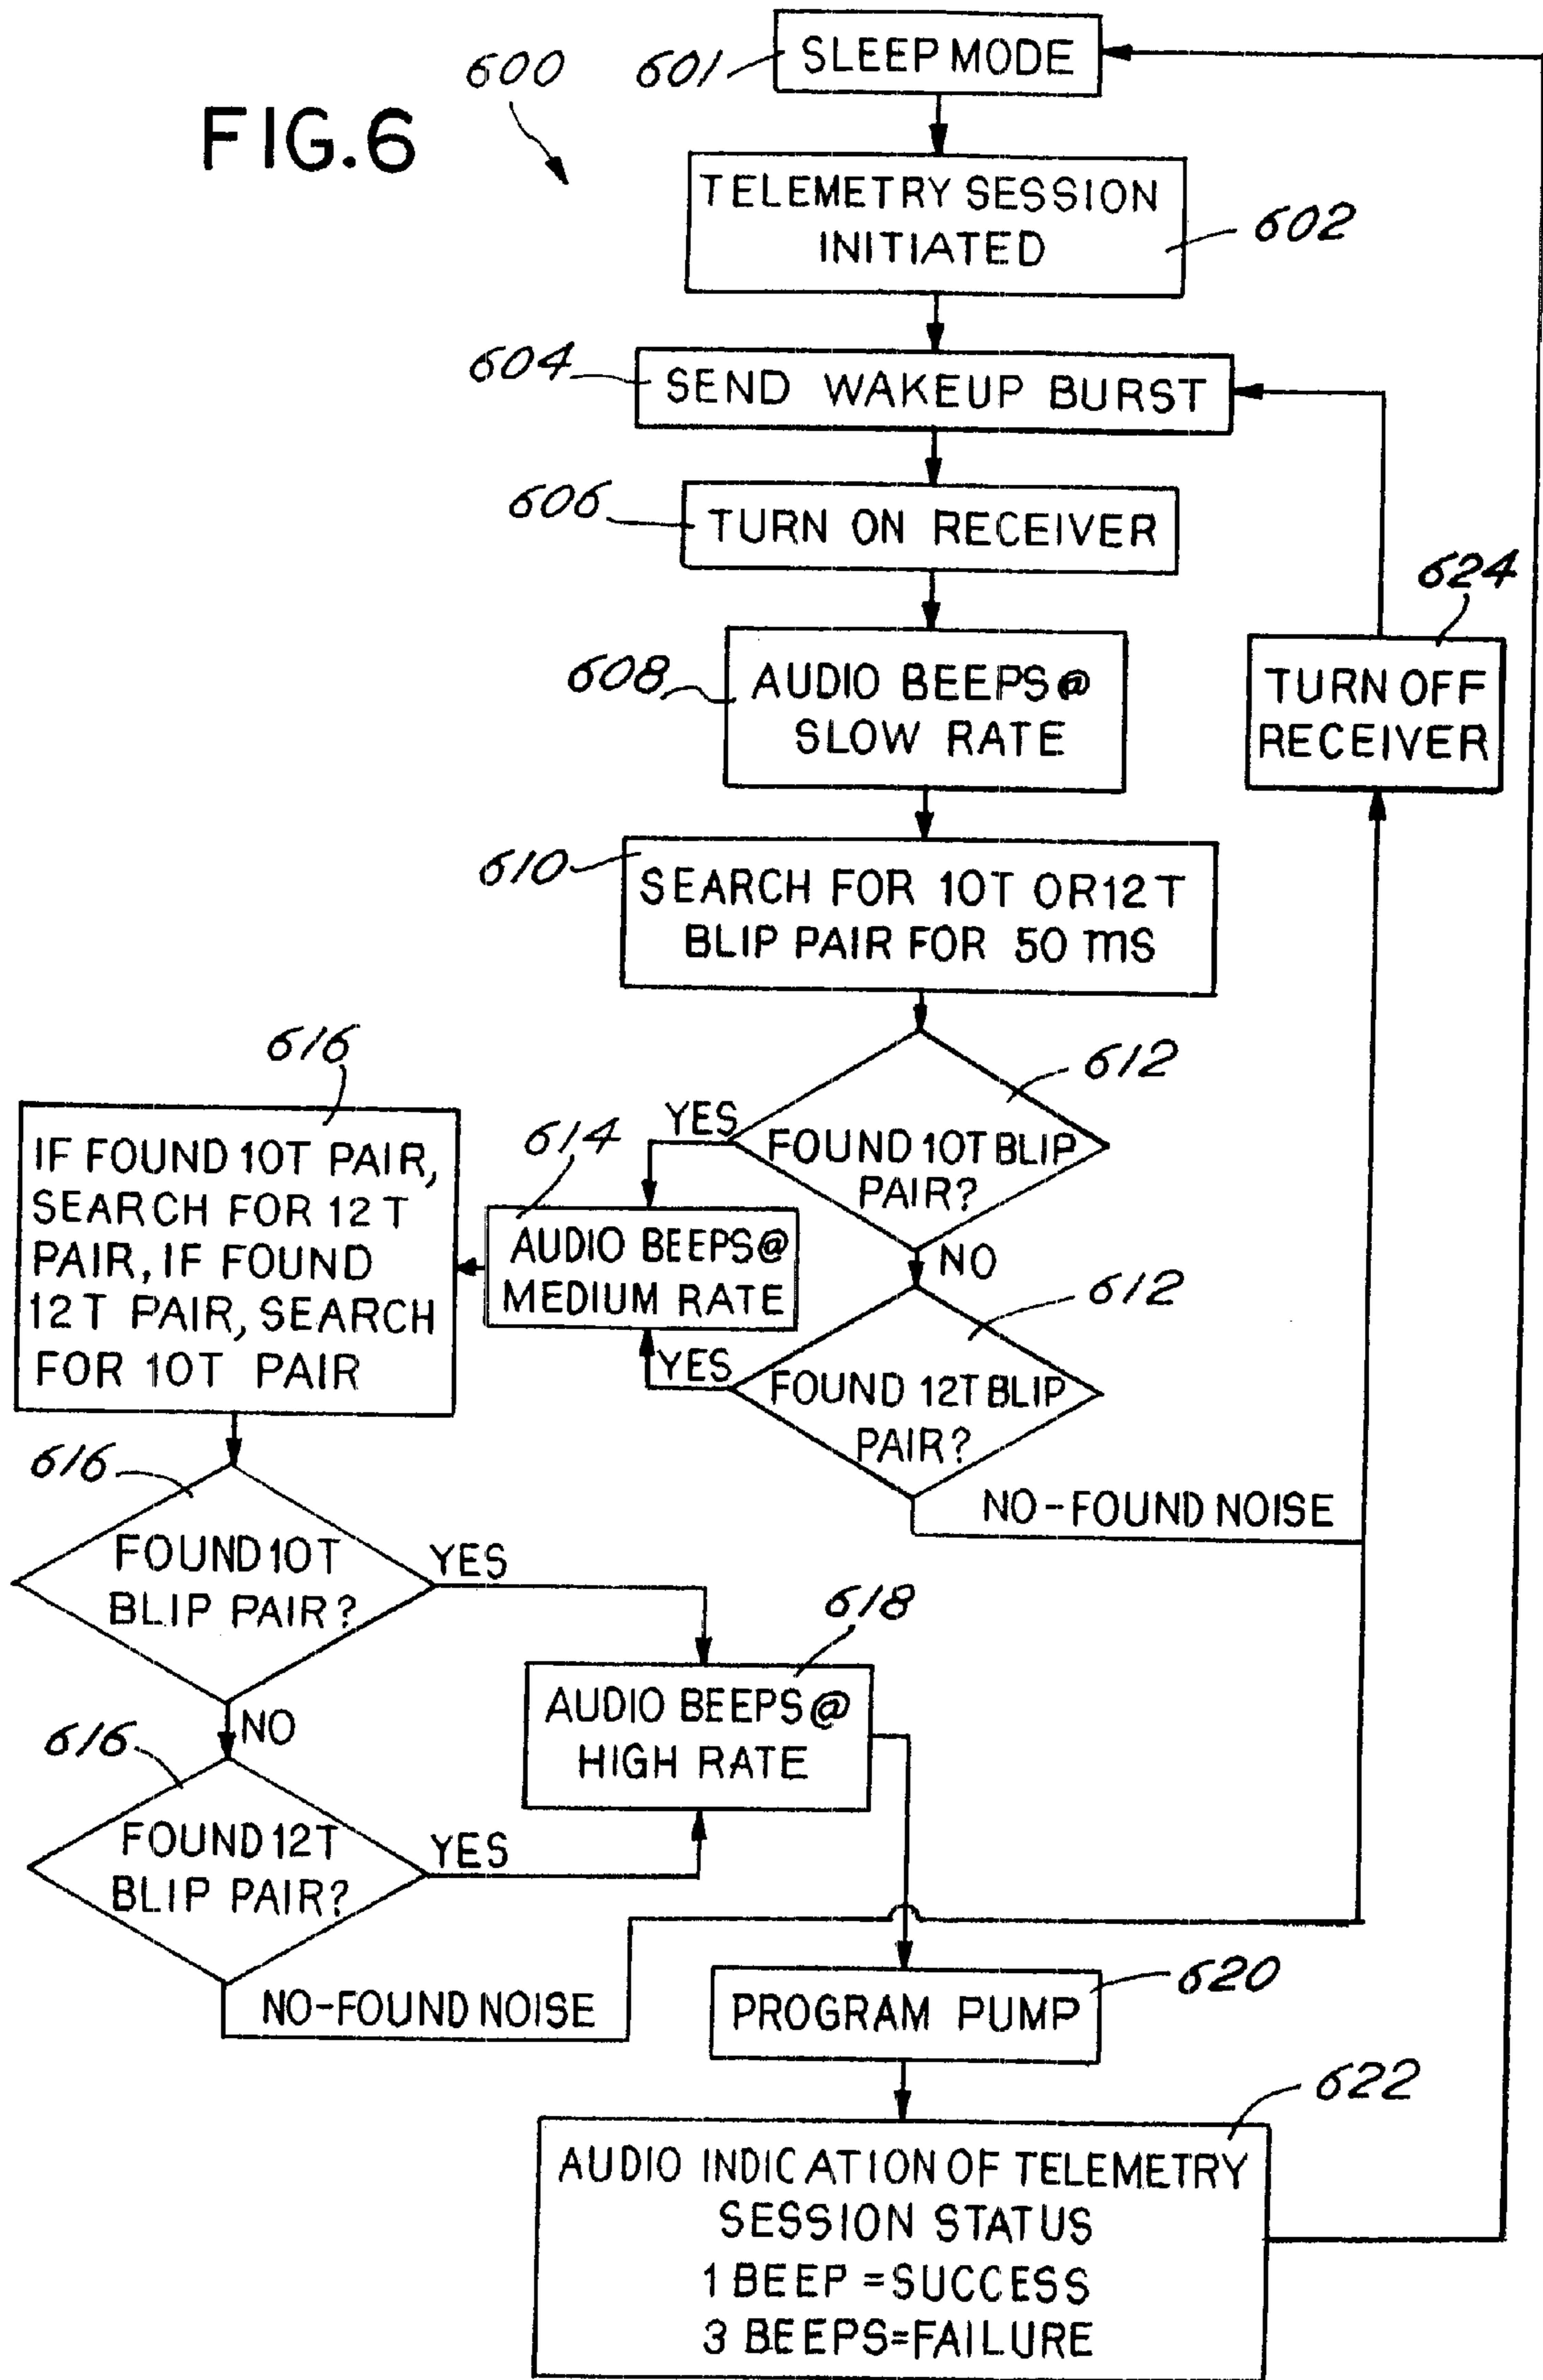 FIG.6
600
601
SLEEP MODE
TELEMETRY SESSION
INITIATED
602
604
SEND WAKEUP BURST
606
TURN ON RECEIVER
624
TURN OFF
RECEIVER
608
AUDIO BEEPS @
SLOW RATE
610
SEARCH FOR 10T OR 12T
BLIP PAIR FOR 50 mS
612
FOUND 10T BLIP
PAIR?
YES
NO
614
AUDIO BEEPS @
MEDIUM RATE
616
IF FOUND 10T PAIR,
SEARCH FOR 12T
PAIR, IF FOUND
12T PAIR, SEARCH
FOR 10T PAIR
612
FOUND 12T BLIP
PAIR?
YES
NO-FOUND NOISE
616
FOUND 10T
BLIP PAIR?
YES
NO
618
AUDIO BEEPS @
HIGH RATE
616
FOUND 12T
BLIP PAIR?
YES
NO-FOUND NOISE
620
PROGRAM PUMP
622
AUDIO INDICATION OF TELEMETRY
SESSION STATUS
1 BEEP =SUCCESS
3 BEEPS=FAILURE